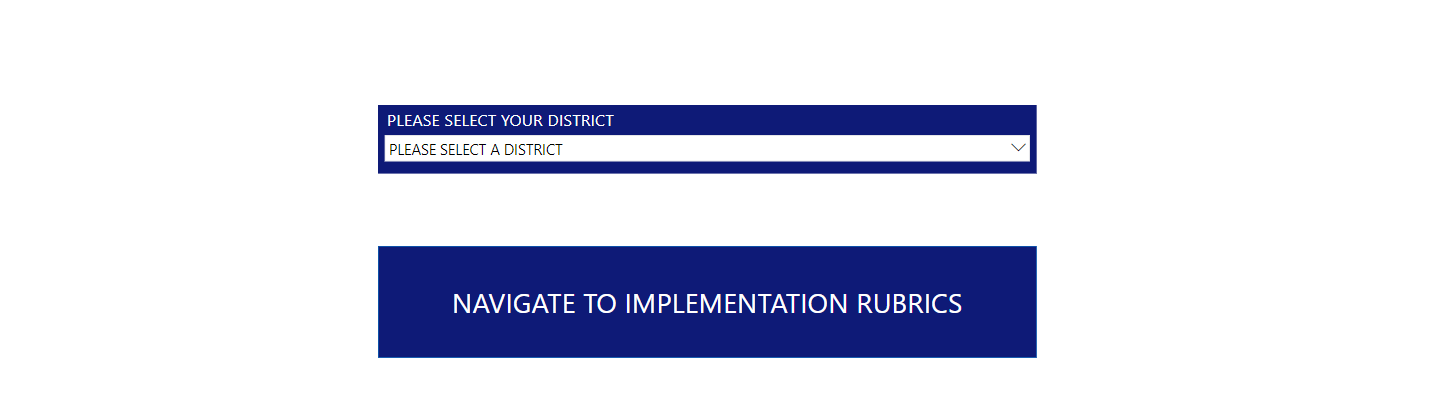 PLEASE SELECT YOUR DISTRICT
PLEASE SELECT A DISTRICT
NAVIGATE TO IMPLEMENTATION RUBRICS